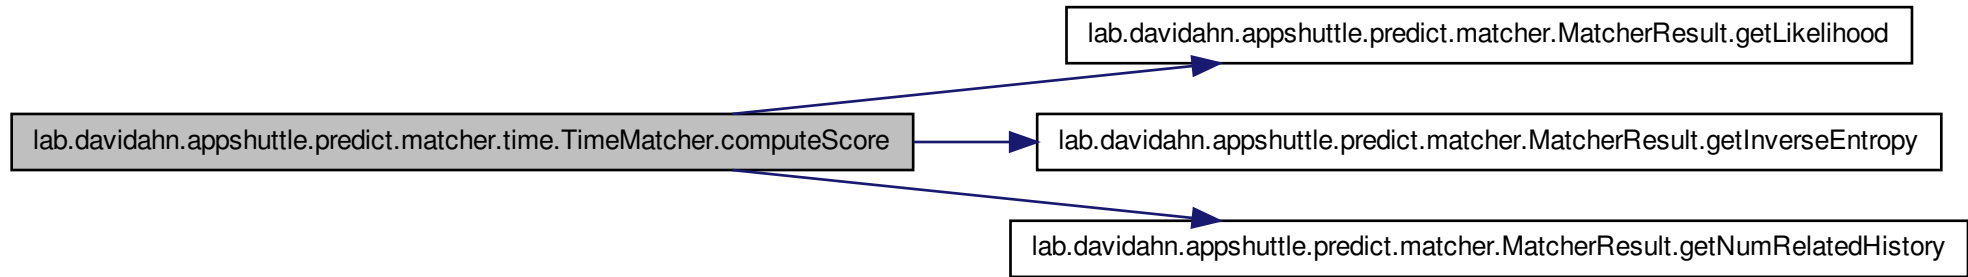 lab.davidahn.appshuttle.predict.matcher.MatcherResult.getLikelihood
lab.davidahn.appshuttle.predict.matcher.time.TimeMatcher.computeScore
lab.davidahn.appshuttle.predict.matcher.MatcherResult.getInverseEntropy
lab.davidahn.appshuttle.predict.matcher.MatcherResult.getNumRelatedHistory